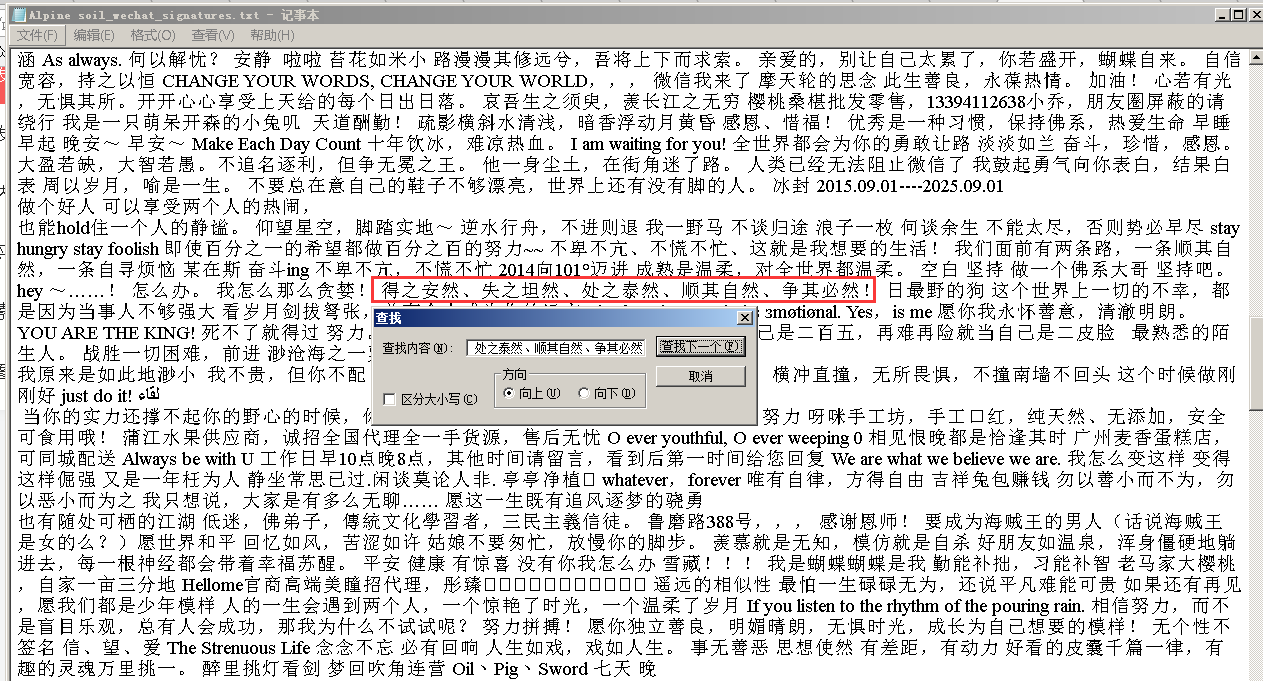 Alpine soil_wechat_signatures.txt - 记事本
文件(F) 编辑(E) 格式(O) 查看(V) 帮助(H)
涵 As always. 何以解忧? 安静 啦啦 苔花如米小 路漫漫其修远兮，吾将上下而求索。 亲爱的，别让自己太累了，你若盛开，蝴蝶自来。 自信
宽容，持之以恒 CHANGE YOUR WORDS, CHANGE YOUR WORLD，，， 微信我来了 摩天轮的思念 此生善良，永葆热情。 加油！ 心若有光
，无惧其所。开开心心享受上天给的每个日出日落。 哀吾生之须臾，羡长江之无穷 樱桃桑椹批发零售，13394112638小乔，朋友圈屏蔽的请
绕行 我是一只萌呆开森的小兔叽 天道酬勤！ 疏影横斜水清浅，暗香浮动月黄昏 感恩、惜福！ 优秀是一种习惯，保持佛系，热爱生命 早睡
早起 晚安～ 早安～ Make Each Day Count 十年饮冰，难凉热血。 I am waiting for you! 全世界都会为你的勇敢让路 淡淡如兰 奋斗，珍惜，感恩。
大盈若缺，大智若愚。不追名逐利，但争无冕之王。 他一身尘土，在街角迷了路。 人类已经无法阻止微信了 我鼓起勇气向你表白，结果白
表 周以岁月，喻是一生。 不要总在意自己的鞋子不够漂亮，世界上还有没有脚的人。 冰封 2015.09.01----2025.09.01
做个好人 可以享受两个人的热闹，
也能hold住一个人的静谧。 仰望星空，脚踏实地～ 逆水行舟，不进则退 我一野马 不谈归途 浪子一枚 何谈余生 不能太尽，否则势必早尽 stay
hungry stay foolish 即使百分之一的希望都做百分之百的努力~~ 不卑不亢、不慌不忙、这就是我想要的生活！ 我们面前有两条路，一条顺其自
然，一条自寻烦恼 某在斯 奋斗ing 不卑不亢，不慌不忙 2014向101°迈进 成熟是温柔，对全世界都温柔。 空白 坚持 做一个佛系大哥 坚持吧。
hey ～……！ 怎么办。 我怎么那么贪婪！ 得之安然、失之坦然、处之泰然、顺其自然、争其必然！ 日最野的狗 这个世界上一切的不幸，都
是因为当事人不够强大 看岁月剑拔弩张， Yes，is me 愿你我永怀善意，清澈明朗。
YOU ARE THE KING! 死不了就得过 努力 己是二百五，再难再险就当自己是二皮脸 最熟悉的陌
生人。 战胜一切困难，前进 渺沧海之一
我原来是如此地渺小 我不贵，但你不配 横冲直撞，无所畏惧，不撞南墙不回头 这个时候做刚
刚好 just do it!
当你的实力还撑不起你的野心的时候， 努力 呀咪手工坊，手工口红，纯天然、无添加，安全
可食用哦！ 蒲江水果供应商，诚招全国代理全一手货源，售后无忧 O ever youthful, O ever weeping 0 相见恨晚都是恰逢其时 广州麦香蛋糕店，
可同城配送 Always be with U 工作日早10点晚8点，其他时间请留言，看到后第一时间给您回复 We are what we believe we are. 我怎么变这样 变得
这样倔强 又是一年枉为人 静坐常思已过.闲谈莫论人非. 亭亭净植 whatever，forever 唯有自律，方得自由 吉祥兔包赚钱 勿以善小而不为，勿
以恶小而为之 我只想说，大家是有多么无聊…… 愿这一生既有追风逐梦的骁勇
也有随处可栖的江湖 低迷，佛弟子，傳統文化學習者，三民主義信徒。 鲁磨路388号，，， 感谢恩师！ 要成为海贼王的男人（话说海贼王
是女的么？）愿世界和平 回忆如风，苦涩如许 姑娘不要匆忙，放慢你的脚步。 羡慕就是无知，模仿就是自杀 好朋友如温泉，浑身僵硬地躺
进去，每一根神经都会带着幸福苏醒。 平安 健康 有惊喜 没有你我怎么办 雪藏！！！ 我是蝴蝶蝴蝶是我 勤能补拙，习能补智 老马家大樱桃
，自家一亩三分地 Hellome官商高端美瞳招代理，彤臻 遥远的相似性 最怕一生碌碌无为，还说平凡难能可贵 如果还有再见
，愿我们都是少年模样 人的一生会遇到两个人，一个惊艳了时光，一个温柔了岁月 If you listen to the rhythm of the pouring rain. 相信努力，而不
是盲目乐观，总有人会成功，那我为什么不试试呢？ 努力拼搏！ 愿你独立善良，明媚晴朗，无惧时光，成长为自己想要的模样！ 无个性不
签名 信、望、爱 The Strenuous Life 念念不忘 必有回响 人生如戏，戏如人生。 事无善恶 思想使然 有差距，有动力 好看的皮囊千篇一律，有
趣的灵魂万里挑一。 醉里挑灯看剑 梦回吹角连营 Oil、Pig、Sword 七天 晚
查找
查找内容(N)： 处之泰然、顺其自然、争其必然 查找下一个(F)
方向
向上(U) 向下(D)
取消
区分大小写(C)